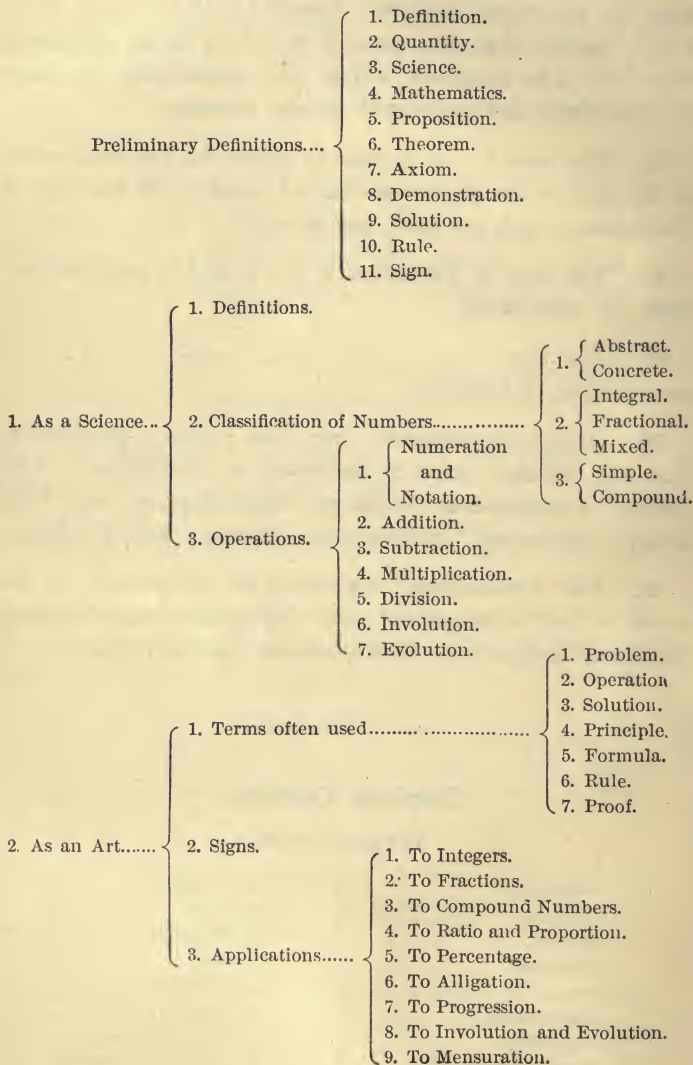 1. Definition.
2. Quantity.
3. Science.
4. Mathematics.
5. Proposition.
Preliminary Definitions....
6. Theorem.
7. Axiom.
8. Demonstration.
9. Solution.
10. Rule.
11. Sign.
1. As a Science...
1. Definitions.
2. Classification of Numbers.................
1. Abstract.
Concrete.
2. Integral.
Fractional.
Mixed.
3. Simple.
Compound.
3. Operations.
1. Numeration
and
Notation.
2. Addition.
3. Subtraction.
4. Multiplication.
5. Division.
6. Involution.
7. Evolution.
2. As an Art.......
1. Terms often used..............................
1. Problem.
2. Operation
3. Solution.
4. Principle.
5. Formula.
6. Rule.
7. Proof.
2. Signs.
3. Applications......
1. To Integers.
2. To Fractions.
3. To Compound Numbers.
4. To Ratio and Proportion.
5. To Percentage.
6. To Alligation.
7. To Progression.
8. To Involution and Evolution.
9. To Mensuration.